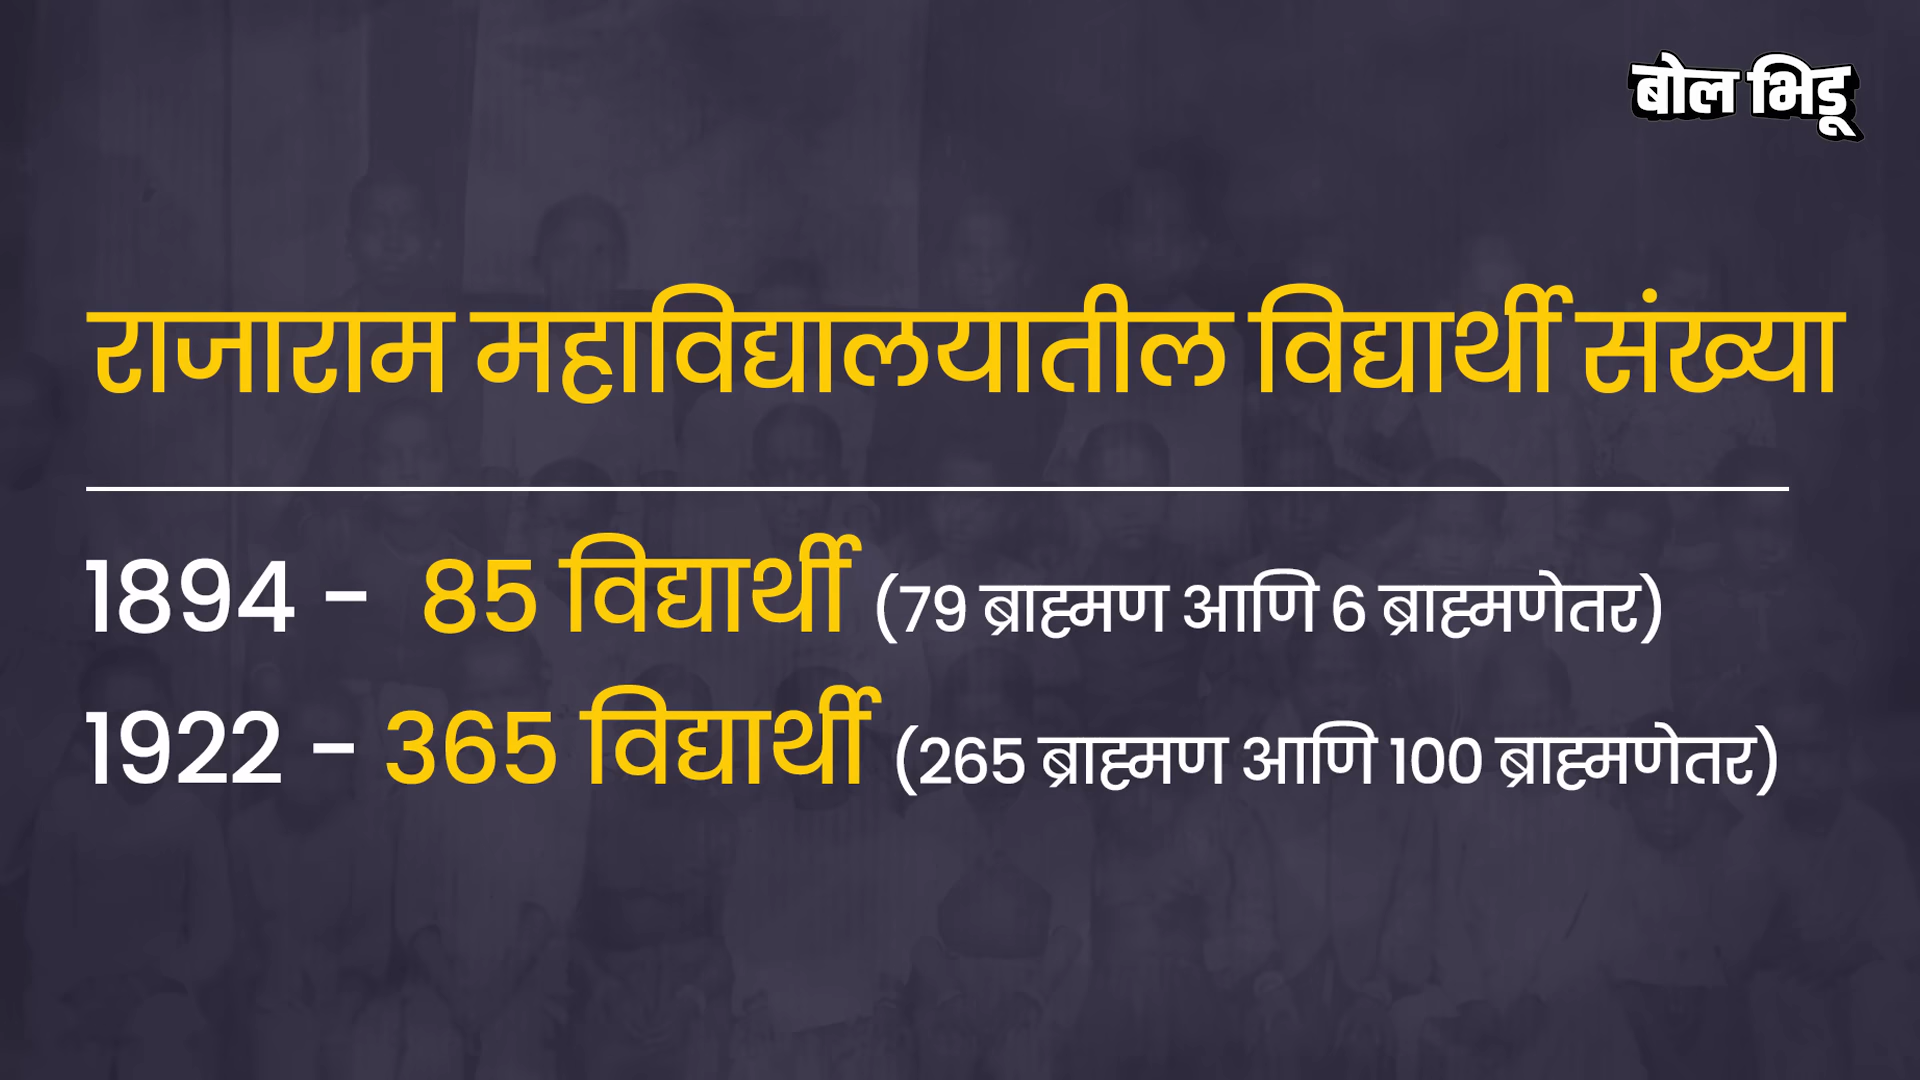 बोल भिडू
राजाराम महाविद्यालयातील विद्यार्थी संख्या
1894 - 85 विद्यार्थी (79 ब्राह्मण आणि 6 ब्राह्मणेतर)
1922 - 365 विद्यार्थी (265 ब्राह्मण आणि 100 ब्राह्मणेतर)